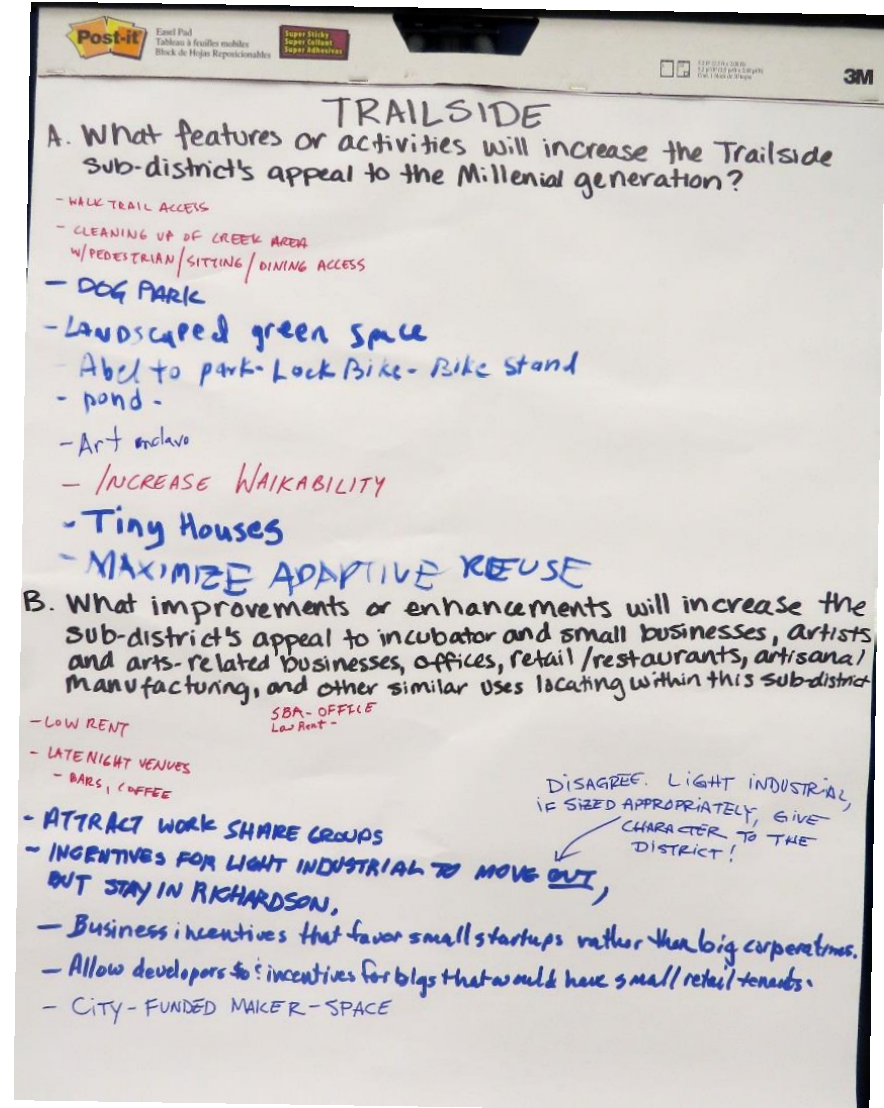 Post-it
Easel Pad
Tableau à feuilles mobiles
Block de Hojas Reposicionables
Super Sticky
Super Collant
Super Adhesivas
3M
TRAILSIDE
A. What features or activities will increase the Trailside
sub-district's appeal to the Millenial generation?
- WALK TRAIL ACCESS
- CLEANING UP OF CREEK AREA
W/PEDESTRIAN/SITTING/DINING ACCESS
- DOG PARK
- LANDscaped green space
Abel to park - Lock Bike - Bike stand
- pond -
- Art enclave
- INCREASE WALKABILITY
- Tiny Houses
- MAXIMIZE ADAPTIVE REUSE
B. What improvements or enhancements will increase the
sub-district's appeal to incubator and small businesses, artists
and arts-related businesses, offices, retail/restaurants, artisanal
manufacturing, and other similar uses locating within this sub-district
- LOW RENT
SBA - OFFICE
Low Rent -
- LATE NIGHT VENUES
- BARS, COFFEE
DISAGREE. LIGHT INDUSTRIAL,
IF SIZED APPROPRIATELY, GIVE
CHARACTER TO THE
DISTRICT!
- ATTRACT WORK SHARE GROUPS
- INCENTIVES FOR LIGHT INDUSTRIAL TO MOVE OUT,
BUT STAY IN RICHARDSON.
- Business incentives that favor small startups rather than big corperations.
- Allow developers to : incentives for blgs that would have small/retail tenants.
- CITY-FUNDED MAKER-SPACE